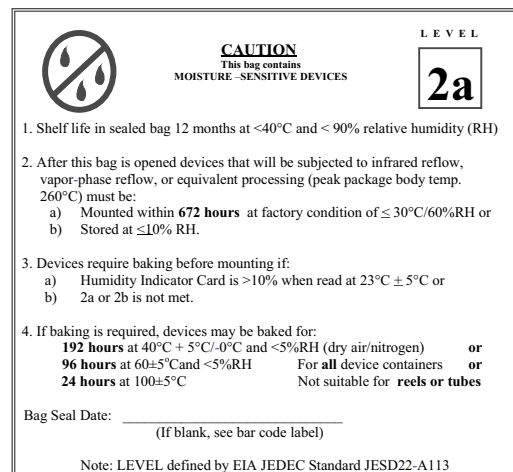 LEVEL
2a
CAUTION
This bag contains
MOISTURE –SENSITIVE DEVICES
1. Shelf life in sealed bag 12 months at <40°C and < 90% relative humidity (RH)
2. After this bag is opened devices that will be subjected to infrared reflow,
vapor-phase reflow, or equivalent processing (peak package body temp.
260°C) must be:
a) Mounted within 672 hours at factory condition of ≤ 30°C/60%RH or
b) Stored at ≤10% RH.
3. Devices require baking before mounting if:
a) Humidity Indicator Card is >10% when read at 23°C ± 5°C or
b) 2a or 2b is not met.
4. If baking is required, devices may be baked for:
192 hours at 40°C + 5°C/-0°C and <5%RH (dry air/nitrogen) or
96 hours at 60±5°Cand <5%RH For all device containers or
24 hours at 100±5°C Not suitable for reels or tubes
Bag Seal Date: ______________________________
(If blank, see bar code label)
Note: LEVEL defined by EIA JEDEC Standard JESD22-A113